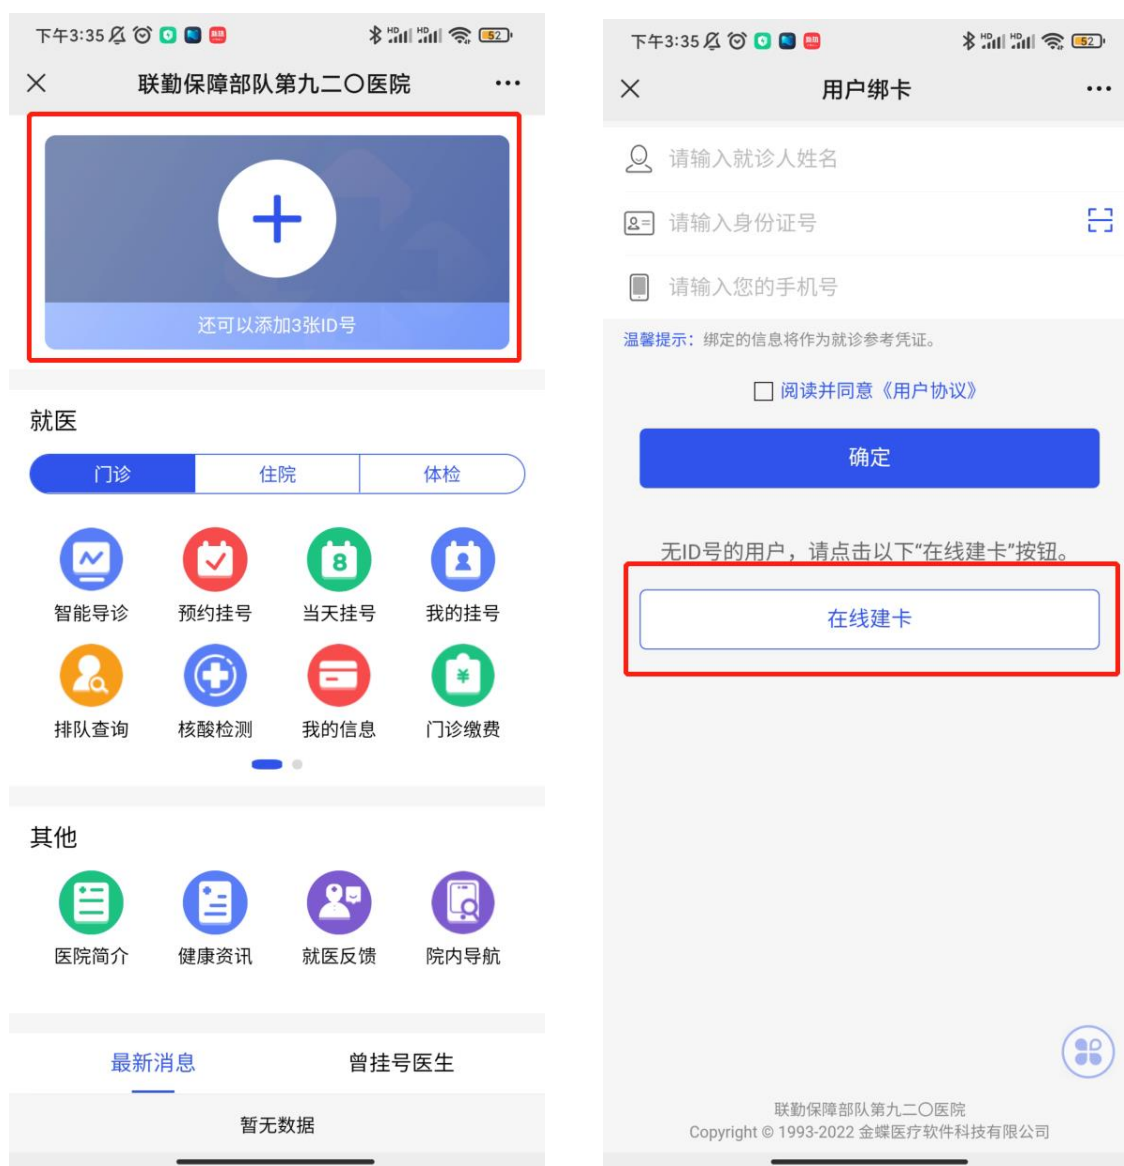 下午3:35
HD HD 52
联勤保障部队第九二〇医院
还可以添加3张ID号
就医
门诊 住院 体检
8
智能导诊 预约挂号 当天挂号 我的挂号
¥
排队查询 核酸检测 我的信息 门诊缴费
其他
医院简介 健康资讯 就医反馈 院内导航
最新消息 曾挂号医生
暂无数据
下午3:35
HD HD 52
用户绑卡
请输入就诊人姓名
请输入身份证号
请输入您的手机号
温馨提示：绑定的信息将作为就诊参考凭证。
阅读并同意《用户协议》
确定
无ID号的用户，请点击以下“在线建卡”按钮。
在线建卡
联勤保障部队第九二〇医院
Copyright © 1993-2022 金蝶医疗软件科技有限公司